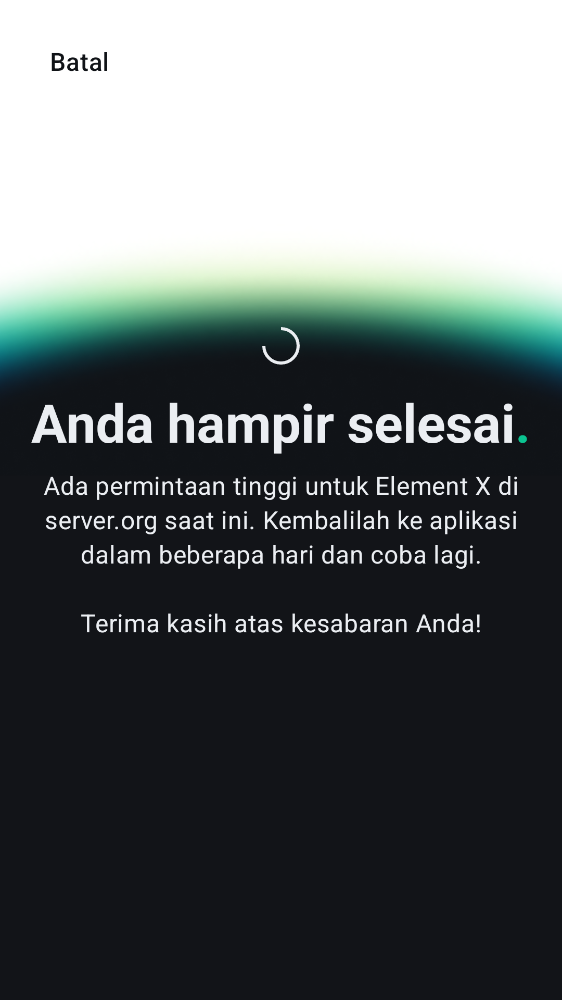 Batal
Anda hampir selesai.
Ada permintaan tinggi untuk Element X di
server.org saat ini. Kembalilah ke aplikasi
dalam beberapa hari dan coba lagi.
Terima kasih atas kesabaran Anda!